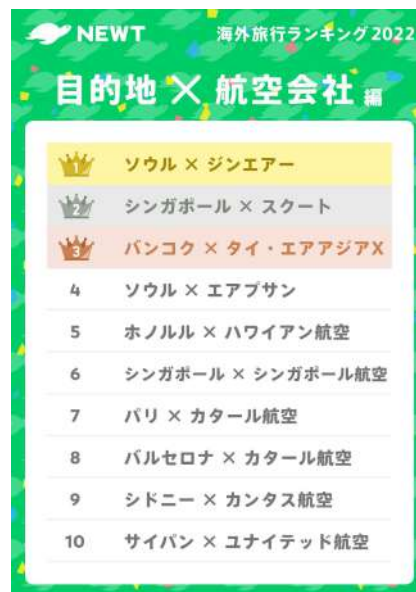 NEWT 海外旅行ランキング2022
目的地×航空会社 編
1 ソウル × ジンエアー
2 シンガポール × スクート
3 バンコク × タイ・エアアジアX
4 ソウル × エアプサン
5 ホノルル × ハワイアン航空
6 シンガポール × シンガポール航空
7 パリ × カタール航空
8 バルセロナ × カタール航空
9 シドニー × カンタス航空
10 サイパン × ユナイテッド航空